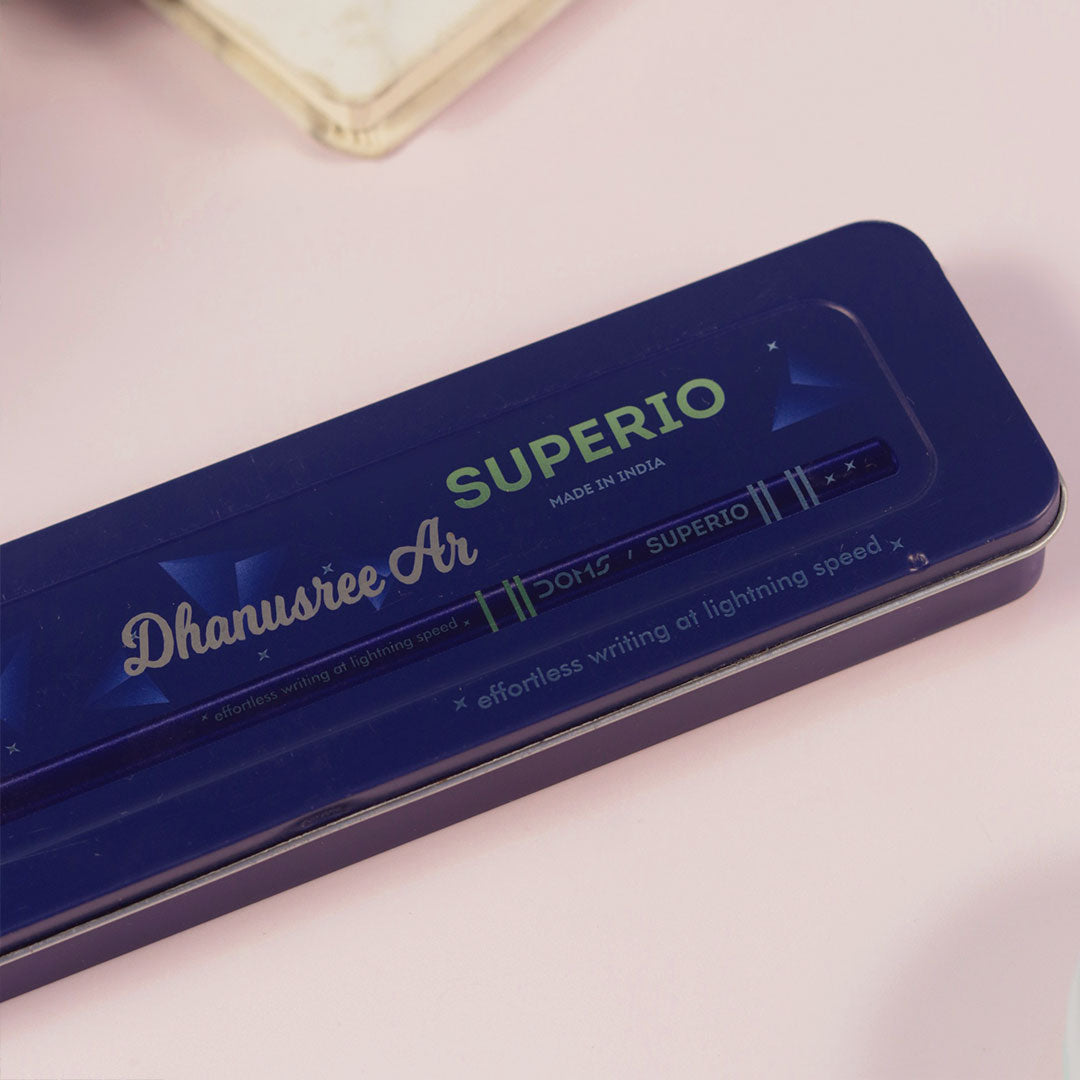 SUPERIO
MADE IN INDIA
Dhanusree Ar
effortless writing at lightning speed
DOMS / SUPERIO
effortless writing at lightning speed